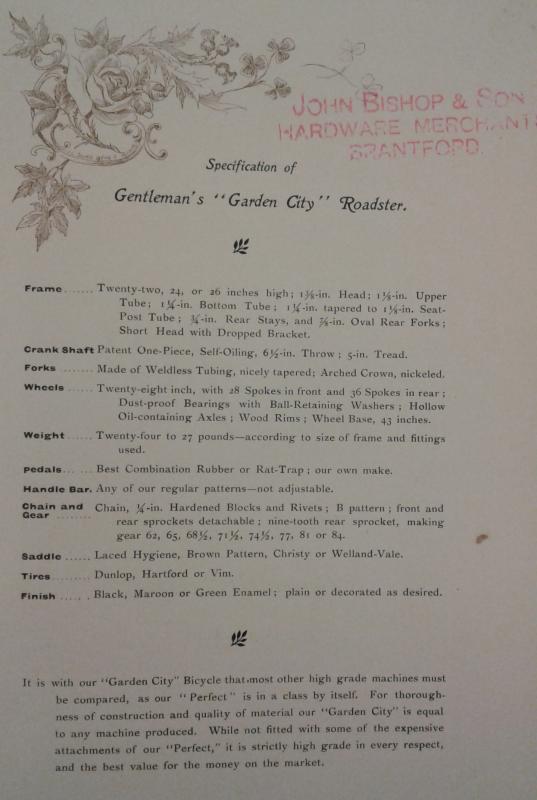 JOHN BISHOP & SON
HARDWARE MERCHANT
BRANTFORD.
Specification of
Gentleman's "Garden City" Roadster.
Frame ....... Twenty-two, 24, or 26 inches high; 1⅜-in. Head; 1⅛-in. Upper
Tube; 1¼-in. Bottom Tube; 1¼-in. tapered to 1⅛-in. Seat-
Post Tube; ¾-in. Rear Stays, and ⅞-in. Oval Rear Forks;
Short Head with Dropped Bracket.
Crank Shaft Patent One-Piece, Self-Oiling, 6½-in. Throw; 5-in. Tread.
Forks ....... Made of Weldless Tubing, nicely tapered; Arched Crown, nickeled.
Wheels ...... Twenty-eight inch, with 28 Spokes in front and 36 Spokes in rear;
Dust-proof Bearings with Ball-Retaining Washers; Hollow
Oil-containing Axles; Wood Rims; Wheel Base, 43 inches.
Weight ...... Twenty-four to 27 pounds—according to size of frame and fittings
used.
Pedals... ... Best Combination Rubber or Rat-Trap; our own make.
Handle Bar. Any of our regular patterns—not adjustable.
Chain and Gear ........ Chain, ¼-in. Hardened Blocks and Rivets; B pattern; front and
rear sprockets detachable; nine-tooth rear sprocket, making
gear 62, 65, 68½, 71½, 74½, 77, 81 or 84.
Saddle ...... Laced Hygiene, Brown Pattern, Christy or Welland-Vale.
Tires ......... Dunlop, Hartford or Vim.
Finish ..... . Black, Maroon or Green Enamel; plain or decorated as desired.
It is with our "Garden City" Bicycle that most other high grade machines must
be compared, as our "Perfect" is in a class by itself. For thorough-
ness of construction and quality of material our "Garden City" is equal
to any machine produced. While not fitted with some of the expensive
attachments of our "Perfect," it is strictly high grade in every respect,
and the best value for the money on the market.